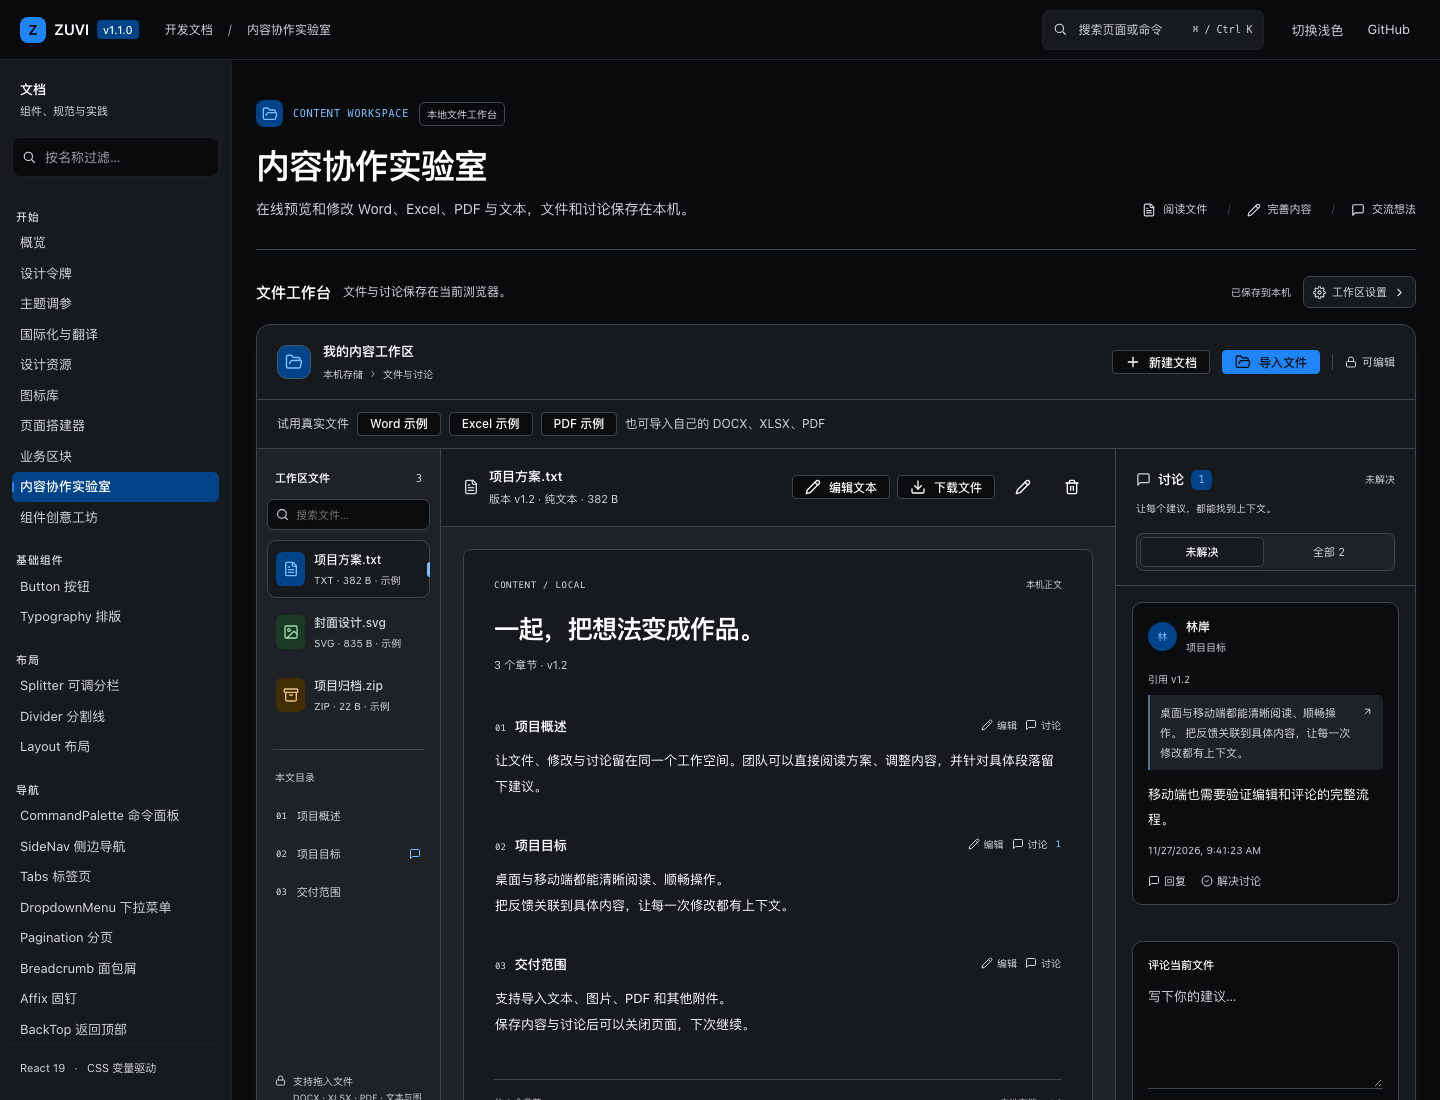 Z ZUVI v1.1.0 开发文档 / 内容协作实验室
搜索页面或命令 ⌘ / Ctrl K 切换浅色 GitHub
文档
组件、规范与实践
按名称过滤...
开始
概览
设计令牌
主题调参
国际化与翻译
设计资源
图标库
页面搭建器
业务区块
内容协作实验室
组件创意工坊
基础组件
Button 按钮
Typography 排版
布局
Splitter 可调分栏
Divider 分割线
Layout 布局
导航
CommandPalette 命令面板
SideNav 侧边导航
Tabs 标签页
DropdownMenu 下拉菜单
Pagination 分页
Breadcrumb 面包屑
Affix 固钉
BackTop 返回顶部
React 19 · CSS 变量驱动
CONTENT WORKSPACE 本地文件工作台
内容协作实验室
在线预览和修改 Word、Excel、PDF 与文本，文件和讨论保存在本机。
阅读文件 / 完善内容 / 交流想法
文件工作台 文件与讨论保存在当前浏览器。
已保存到本机 工作区设置
我的内容工作区
本机存储 > 文件与讨论
新建文档 导入文件 可编辑
试用真实文件 Word 示例 Excel 示例 PDF 示例 也可导入自己的 DOCX、XLSX、PDF
工作区文件 3
搜索文件...
项目方案.txt
TXT · 382 B · 示例
封面设计.svg
SVG · 835 B · 示例
项目归档.zip
ZIP · 22 B · 示例
本文目录
01 项目概述
02 项目目标
03 交付范围
支持拖入文件
DOCX · XLSX · PDF · 文本与图
项目方案.txt
版本 v1.2 · 纯文本 · 382 B
编辑文本 下载文件
CONTENT / LOCAL 本机正文
一起，把想法变成作品。
3 个章节 · v1.2
01 项目概述 编辑 讨论
让文件、修改与讨论留在同一个工作空间。团队可以直接阅读方案、调整内容，并针对具体段落留
下建议。
02 项目目标 编辑 讨论 1
桌面与移动端都能清晰阅读、顺畅操作。
把反馈关联到具体内容，让每一次修改都有上下文。
03 交付范围 编辑 讨论
支持导入文本、图片、PDF 和其他附件。
保存内容与讨论后可以关闭页面，下次继续。
讨论 1 未解决
让每个建议，都能找到上下文。
未解决 全部 2
林 林岸
项目目标
引用 v1.2
桌面与移动端都能清晰阅读、顺畅操
作。 把反馈关联到具体内容，让每一次
修改都有上下文。
移动端也需要验证编辑和评论的完整流
程。
11/27/2026, 9:41:23 AM
回复 解决讨论
评论当前文件
写下你的建议...